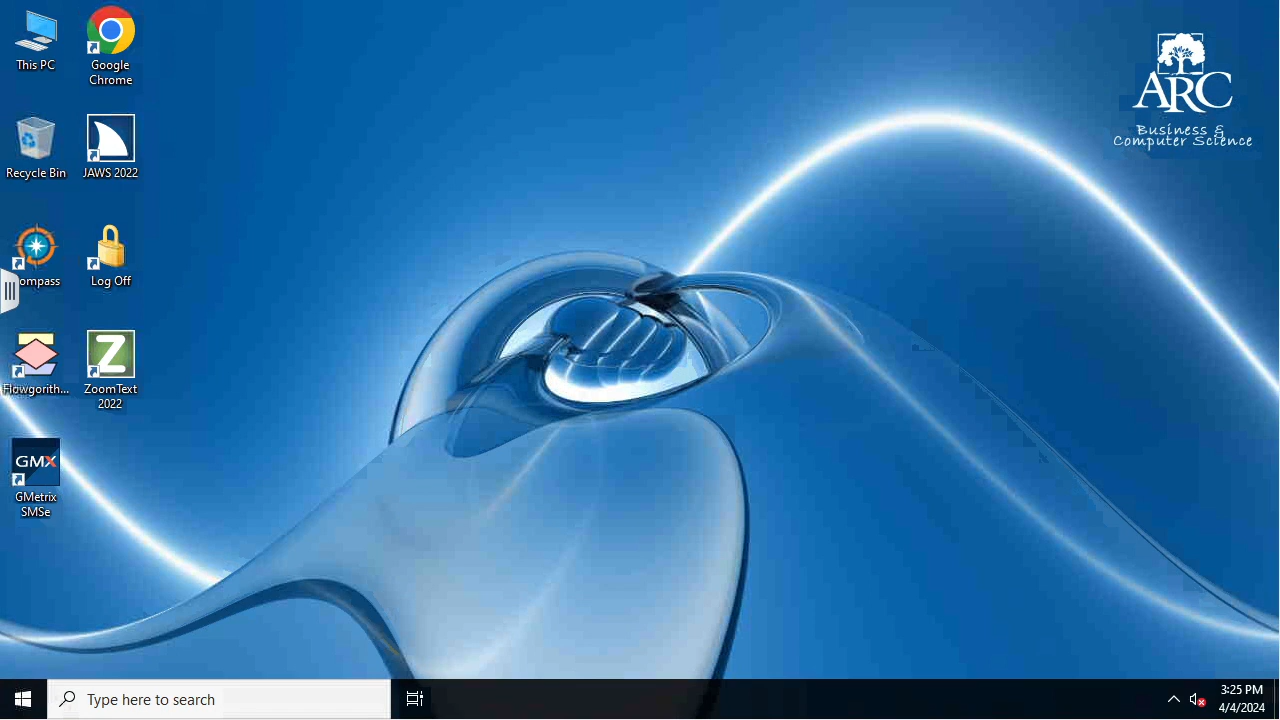 This PC
Google
Chrome
ARC
Business &
Computer Science
Recycle Bin
JAWS 2022
ompass
Log Off
Flowgorith...
Z
ZoomText
2022
GMX
GMetrix
SMSe
Type here to search
3:25 PM
4/4/2024